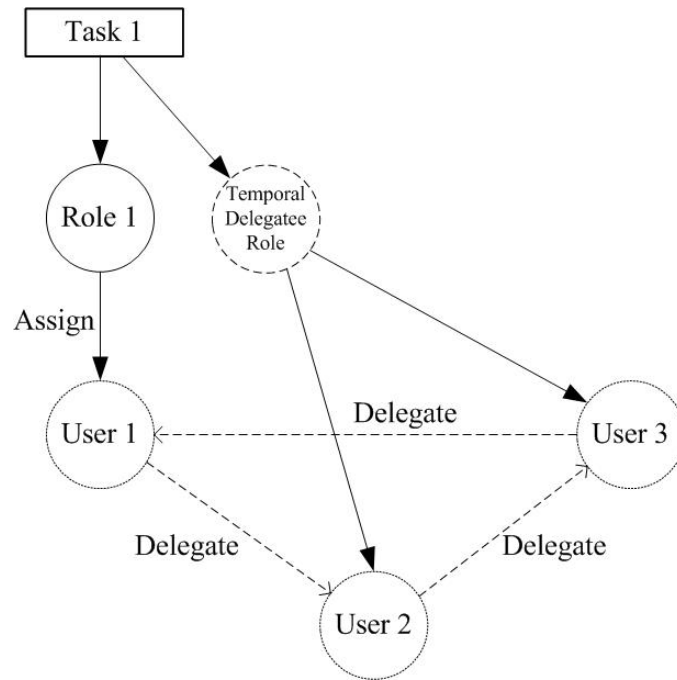 Task 1
Role 1
Temporal
Delegatee
Role
Assign
User 1
Delegate
User 3
Delegate
Delegate
User 2